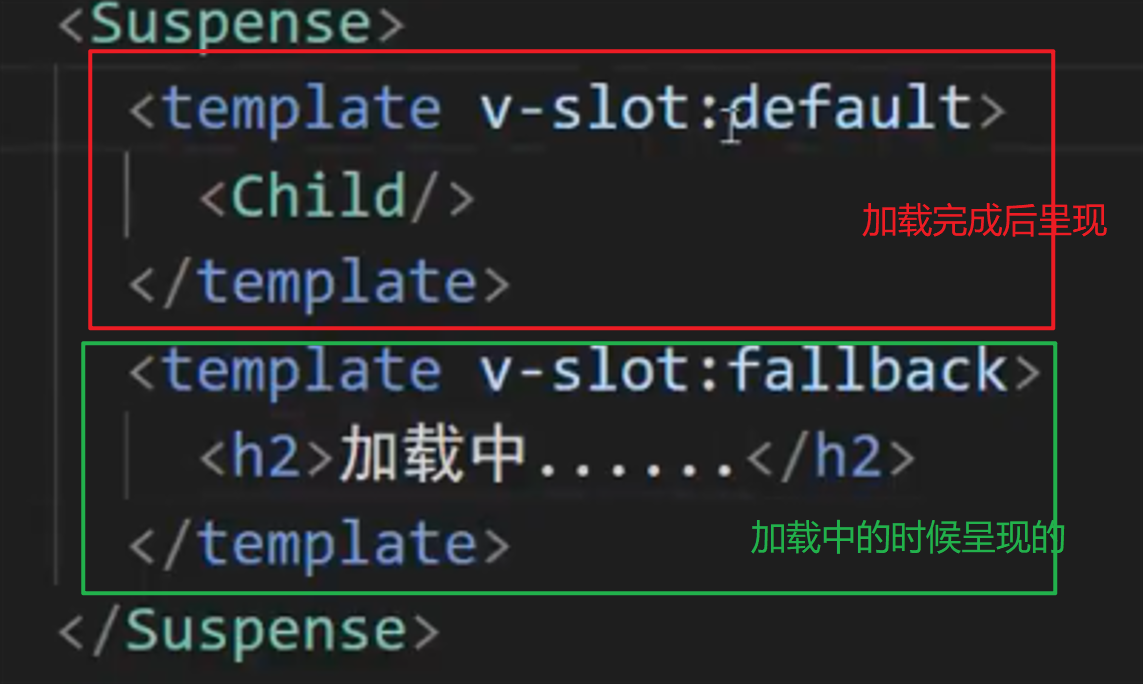 <Suspense>
<template v-slot:default>
<Child/>
加载完成后呈现
</template>
<template v-slot:fallback>
<h2>加载中......</h2>
加载中的时候呈现的
</template>
</Suspense>